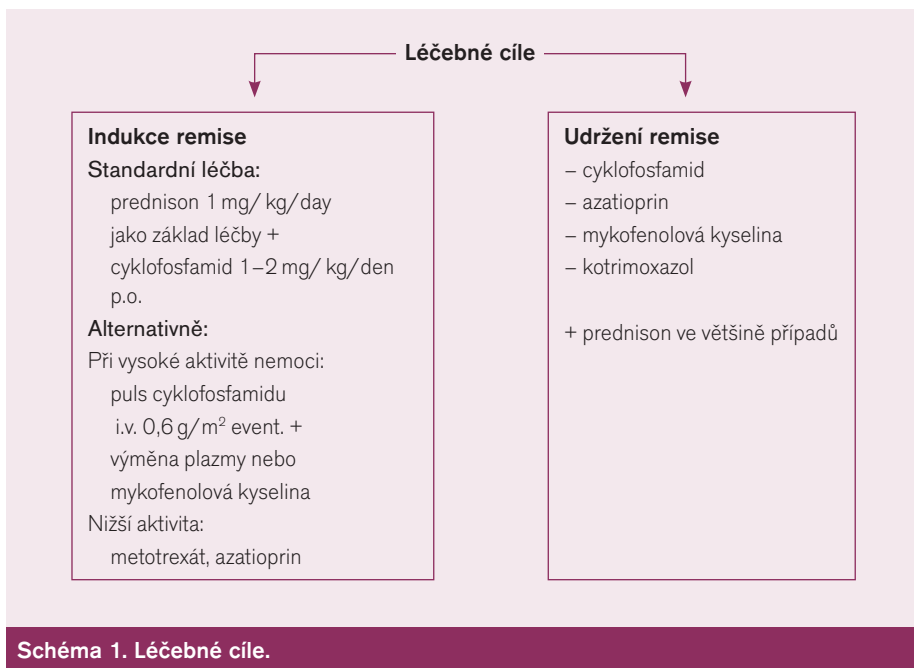 Léčebné cíle
Indukce remise
Standardní léčba:
prednison 1 mg/ kg/day
jako základ léčby +
cyklofosfamid 1–2 mg/ kg/den
p.o.
Alternativně:
Při vysoké aktivitě nemoci:
puls cyklofosfamidu
i.v. 0,6 g/m² event. +
výměna plazmy nebo
mykofenolová kyselina
Nižší aktivita:
metotrexát, azatioprin
Udržení remise
– cyklofosfamid
– azatioprin
– mykofenolová kyselina
– kotrimoxazol
+ prednison ve většině případů
Schéma 1. Léčebné cíle.